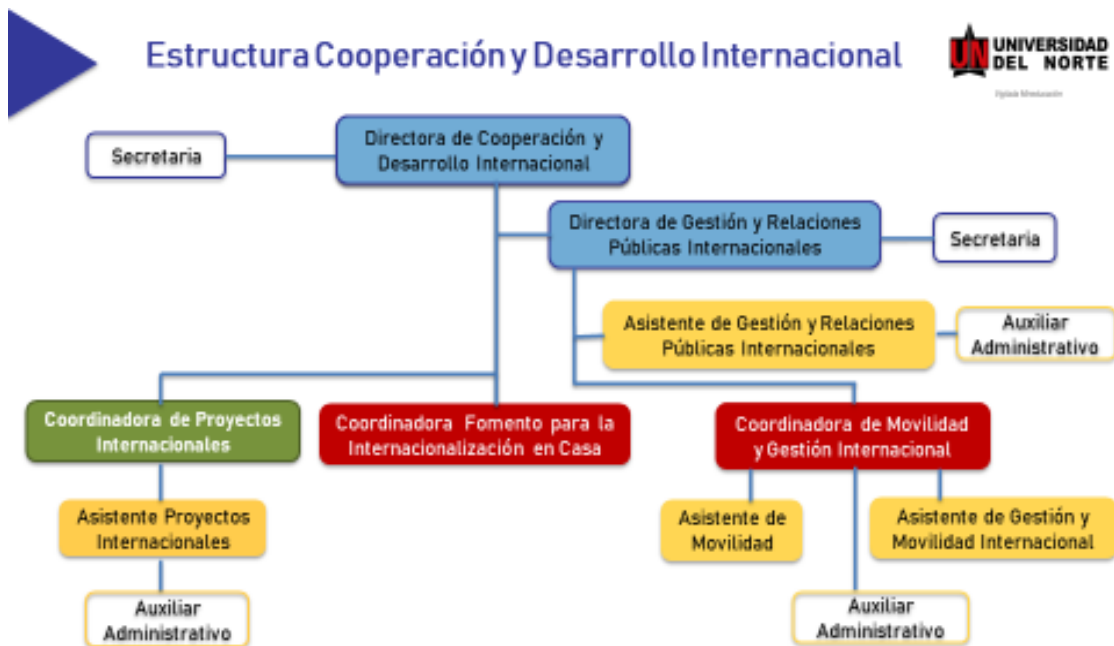 Estructura Cooperación y Desarrollo Internacional
UN UNIVERSIDAD
DEL NORTE
Secretaria
Directora de Cooperación y
Desarrollo Internacional
Directora de Gestión y Relaciones
Públicas Internacionales
Secretaria
Asistente de Gestión y Relaciones
Públicas Internacionales
Auxiliar
Administrativo
Coordinadora de Proyectos
Internacionales
Coordinadora Fomento para la
Internacionalización en Casa
Coordinadora de Movilidad
y Gestión Internacional
Asistente Proyectos
Internacionales
Asistente de
Movilidad
Asistente de Gestión y
Movilidad Internacional
Auxiliar
Administrativo
Auxiliar
Administrativo